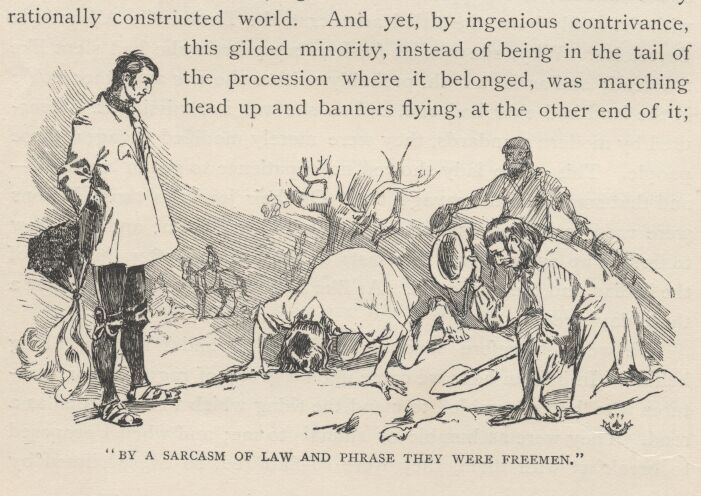 rationally constructed world. And yet, by ingenious contrivance,
this gilded minority, instead of being in the tail of
the procession where it belonged, was marching
head up and banners flying, at the other end of it;
"BY A SARCASM OF LAW AND PHRASE THEY WERE FREEMEN."